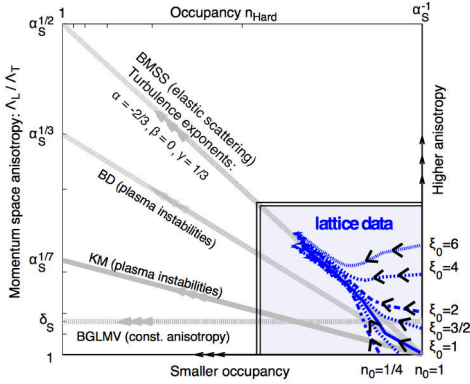 Occupancy n_Hard
1
α_S^-1
α_S^1/2
BMSS (elastic scattering)
Turbulence exponents:
α = -2/3, β = 0, γ = 1/3
Momentum space anisotropy: Λ_L / Λ_T
Higher anisotropy
α_S^1/3
BD (plasma instabilities)
lattice data
ξ_0=6
ξ_0=4
α_S^1/7
KM (plasma instabilities)
ξ_0=2
ξ_0=3/2
δ_S
BGLMV (const. anisotropy)
ξ_0=1
1
Smaller occupancy
n_0=1/4
n_0=1